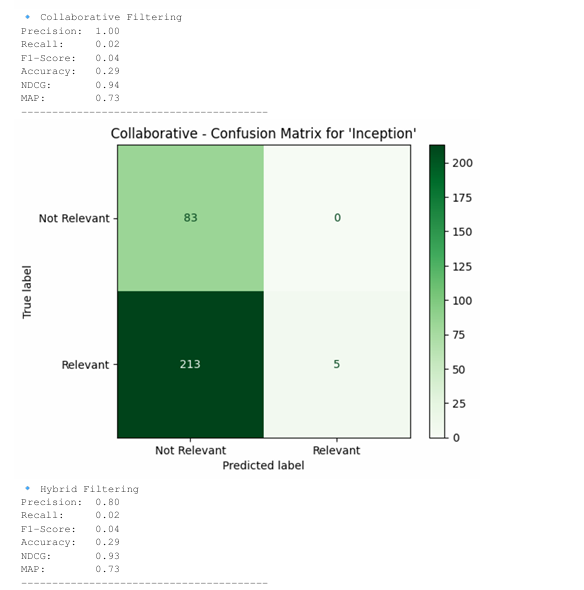 🔹 Collaborative Filtering
Precision: 1.00
Recall: 0.02
F1-Score: 0.04
Accuracy: 0.29
NDCG: 0.94
MAP: 0.73
----------------------------------------
Collaborative - Confusion Matrix for 'Inception'
True label
Not Relevant
Relevant
83
0
213
5
Not Relevant
Relevant
Predicted label
200
175
150
125
100
75
50
25
0
🔹 Hybrid Filtering
Precision: 0.80
Recall: 0.02
F1-Score: 0.04
Accuracy: 0.29
NDCG: 0.93
MAP: 0.73
----------------------------------------